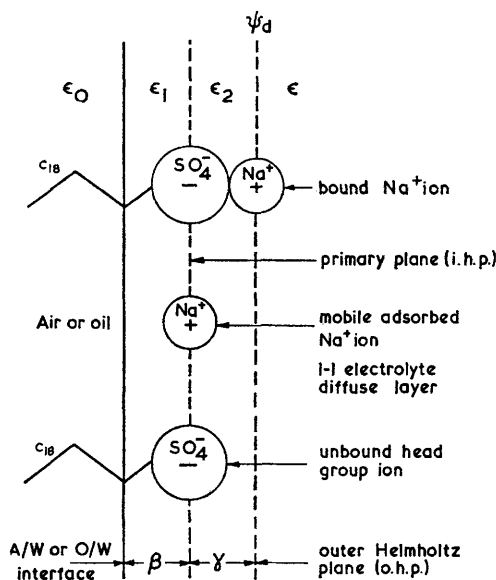 ψd
ϵ0 ϵ1 ϵ2 ϵ
C18 SO4− − Na+ + bound Na+ ion
primary plane (i.h.p.)
Air or oil Na+ + mobile adsorbed
Na+ ion
1-1 electrolyte
diffuse layer
C18 SO4− − unbound head
group ion
A/W or O/W β γ outer Helmholtz
interface plane (o.h.p.)